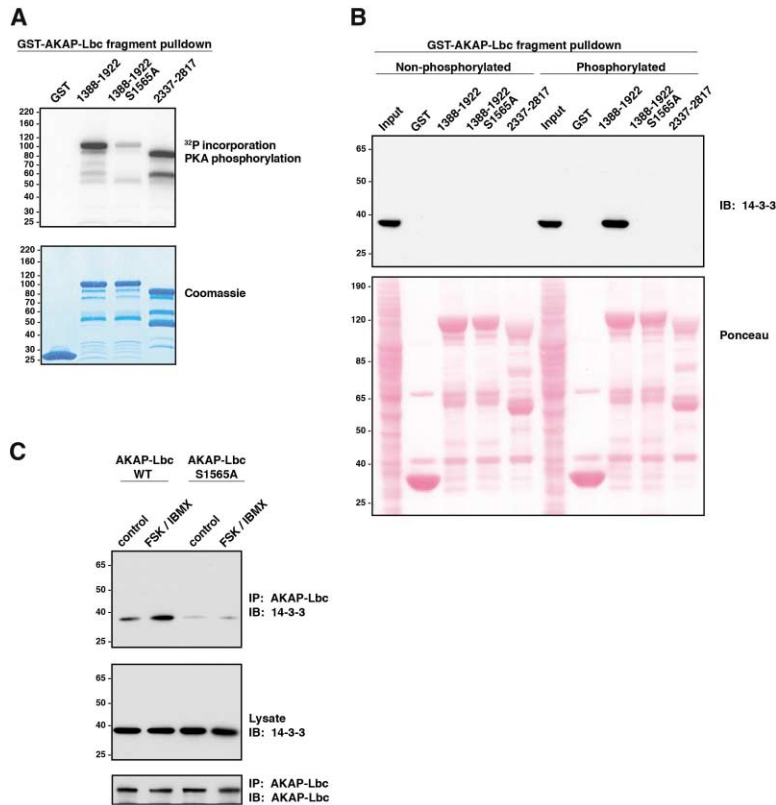 A
GST-AKAP-Lbc fragment pulldown
GST
1388-1922
1388-1922
S1565A
2337-2817
220
160
120
100
80
70
60
50
40
30
25
32P incorporation
PKA phosphorylation
220
160
120
100
80
70
60
50
40
30
25
Coomassie
B
GST-AKAP-Lbc fragment pulldown
Non-phosphorylated
Phosphorylated
Input
GST
1388-1922
1388-1922
S1565A
2337-2817
Input
GST
1388-1922
1388-1922
S1565A
2337-2817
65
50
40
25
IB: 14-3-3
190
120
85
65
50
40
25
Ponceau
C
AKAP-Lbc
WT
AKAP-Lbc
S1565A
control
FSK / IBMX
control
FSK / IBMX
65
50
40
25
IP: AKAP-Lbc
IB: 14-3-3
65
50
40
25
Lysate
IB: 14-3-3
IP: AKAP-Lbc
IB: AKAP-Lbc